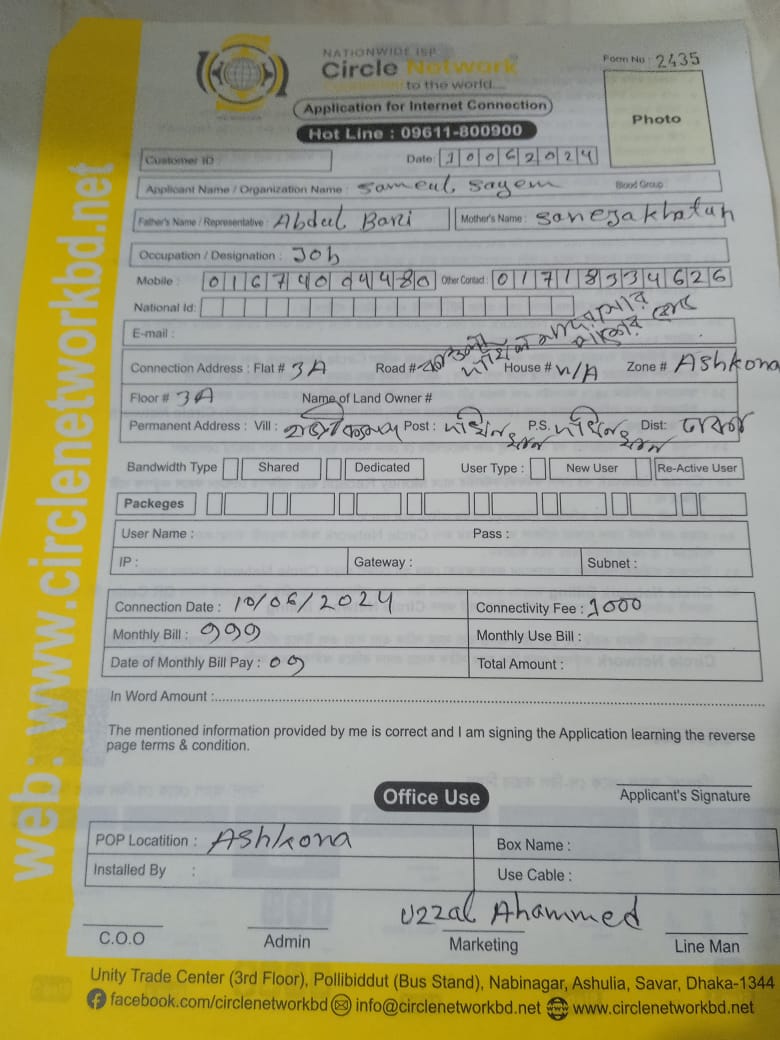 NATIONWIDE ISP
Form No : 2435
Circle Network
to the world...
Application for Internet Connection
Photo
Hot Line : 09611-800900
Customer ID
Date: 10062024
Applicant Name / Organization Name : Sameul Sayem Blood Group
Father's Name / Representative : Abdul Bari Mother's Name : Sanejakhatun
Occupation / Designation : Job
Mobile : 01674094480 Other Contact : 01718334626
National Id:
E-mail :
Connection Address : Flat # 3A Road # House # N/A Zone # Ashkona
Floor # 3A Name of Land Owner #
Permanent Address : Vill : Post : P.S. Dist:
Bandwidth Type Shared Dedicated User Type : New User Re-Active User
Packeges
User Name : Pass :
IP : Gateway : Subnet :
Connection Date : 10/06/2024 Connectivity Fee : 1000
Monthly Bill : 999 Monthly Use Bill :
Date of Monthly Bill Pay : 09 Total Amount :
In Word Amount :
The mentioned information provided by me is correct and I am signing the Application learning the reverse
page terms & condition.
Office Use
Applicant's Signature
POP Locatition : Ashkona Box Name :
Installed By : Use Cable :
Uzzal Ahammed
C.O.O Admin Marketing Line Man
Unity Trade Center (3rd Floor), Pollibiddut (Bus Stand), Nabinagar, Ashulia, Savar, Dhaka-1344
facebook.com/circlenetworkbd info@circlenetworkbd.net www.circlenetworkbd.net
web: www.circlenetworkbd.net